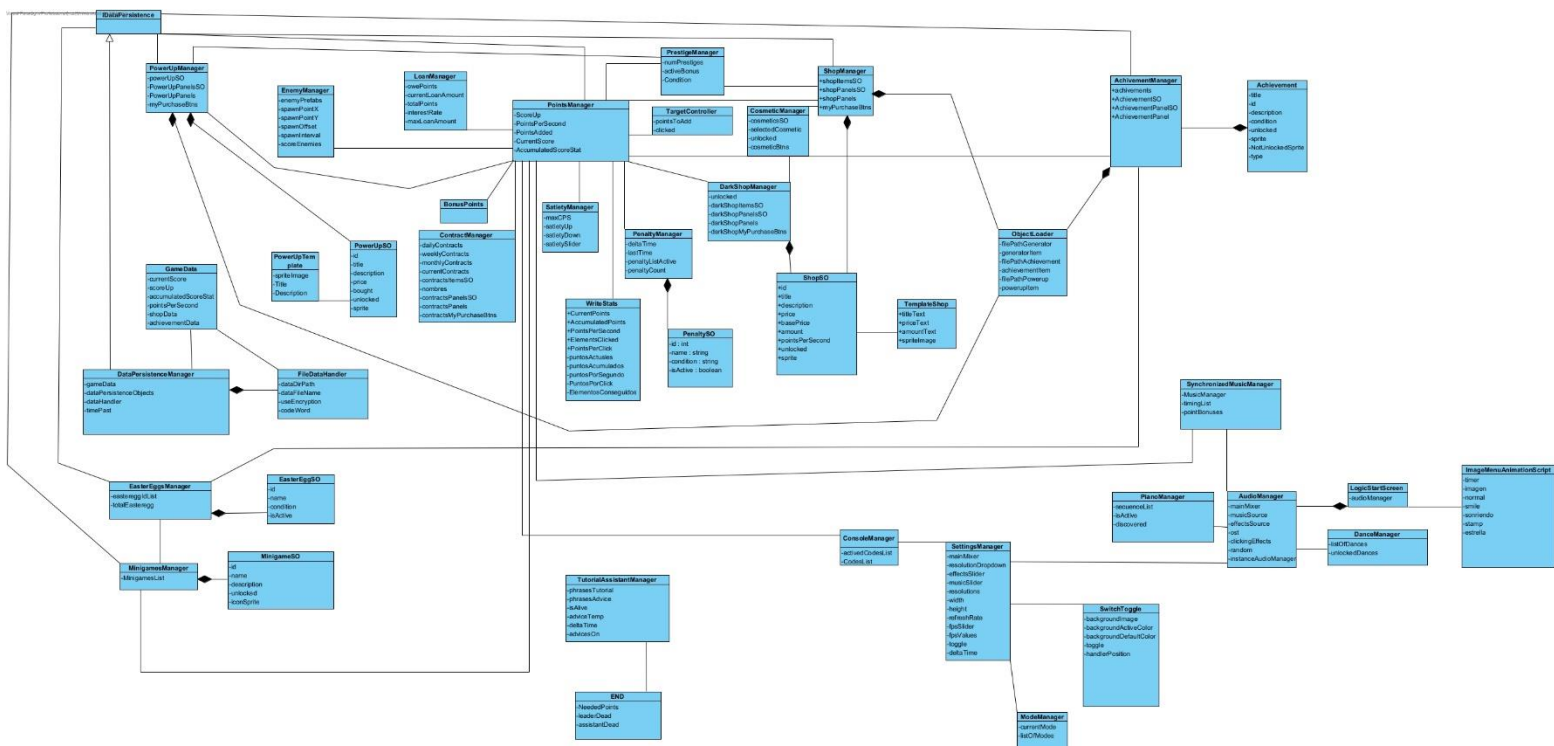 IDataPersistence
PowerUpManager
-powerUpSO
-PowerUpPanelsSO
-PowerUpPanels
-myPurchaseBtns
EnemyManager
-enemyPrefabs
-spawnPointX
-spawnPointY
-spawnOffset
-spawnInterval
-scoreEnemies
LoanManager
-owePoints
-currentLoanAmount
-totalPoints
-interestRate
-maxLoanAmount
PointsManager
-ScoreUp
-PointsPerSecond
-PointsAdded
-CurrentScore
-AccumulatedScoreStat
PrestigeManager
-numPrestiges
-activeBonus
-Condition
TargetController
-pointsToAdd
-clicked
CosmeticManager
-cosmeticsSO
-selectedCosmetic
-unlocked
-cosmeticBtns
ShopManager
+shopItemsSO
+shopPanelsSO
+shopPanels
+myPurchaseBtns
AchivementManager
+achivements
-AchievementSO
+AchievementPanelSO
+AchievementPanel
Achievement
-title
-id
-description
-condition
-unlocked
-sprite
-NotUnlockedSprite
-type
BonusPoints
ContractManager
-dailyContracts
-weeklyContracts
-monthlyContracts
-currentContracts
-contractsItemsSO
-nombres
-contractsPanelsSO
-contractsPanels
-contractsMyPurchaseBtns
SatietyManager
-maxCPS
-satietyUp
-satietyDown
-satietySlider
PenaltyManager
-deltaTime
-lastTime
-penaltyListActive
-penaltyCount
DarkShopManager
-unlocked
-darkShopItemsSO
-darkShopPanelsSO
-darkShopPanels
-darkShopMyPurchaseBtns
ObjectLoader
-filePathGenerator
-generatorItem
-filePathAchievement
-achievementItem
-filePathPowerup
-powerupItem
PowerUpTem
plate
-spriteImage
-Title
-Description
PowerUpSO
-id
-title
-description
-price
-bought
-unlocked
-sprite
GameData
-currentScore
-scoreUp
-accumulatedScoreStat
-pointsPerSecond
-shopData
-achievementData
WriteStats
+CurrentPoints
+AccumulatedPoints
+PointsPerSecond
+ElementsClicked
+PointsPerClick
-puntosActuales
-puntosAcumulados
-puntosPorSegundo
-PuntosPorClick
-ElementosConseguidos
PenaltySO
-id : int
-name : string
-condition : string
-isActive : boolean
ShopSO
+id
+title
+description
+price
+basePrice
+amount
+pointsPerSecond
+unlocked
+sprite
TemplateShop
+titleText
+priceText
+amountText
+spriteImage
DataPersistenceManager
-gameData
-dataPersistenceObjects
-dataHandler
-timePast
FileDataHandler
-dataDirPath
-dataFileName
-useEncryption
-codeWord
SynchronizedMusicManager
-MusicManager
-timingList
-pointBonuses
EasterEggsManager
-eastereggIdList
-totalEasteregg
EasterEggSO
-id
-name
-condition
-isActive
MinigamesManager
-MinigamesList
MinigameSO
-id
-name
-description
-unlocked
-iconSprite
PianoManager
-sequenceList
-isActive
-discovered
AudioManager
-mainMixer
-musicSource
-effectsSource
-ost
-clickingEffects
-random
-instanceAudioManager
LogicStartScreen
-audioManager
DanceManager
-listOfDances
-unlockedDances
ImageMenuAnimationScript
-timer
-imagen
-normal
-smile
-sonriendo
-stamp
-estrella
ConsoleManager
-activedCodesList
-CodesList
SettingsManager
-mainMixer
-resolutionDropdown
-effectsSlider
-musicSlider
-resolutions
-width
-height
-refreshRate
-fpsSlider
-fpsValues
-toggle
-deltaTime
TutorialAssistantManager
-phrasesTutorial
-phrasesAdvice
-isAlive
-adviceTemp
-deltaTime
-advicesOn
SwitchToggle
-backgroundImage
-backgroundActiveColor
-backgroundDefaultColor
-toggle
-handlerPosition
END
-NeededPoints
-leaderDead
-assistantDead
ModeManager
-currentMode
-listOfModes